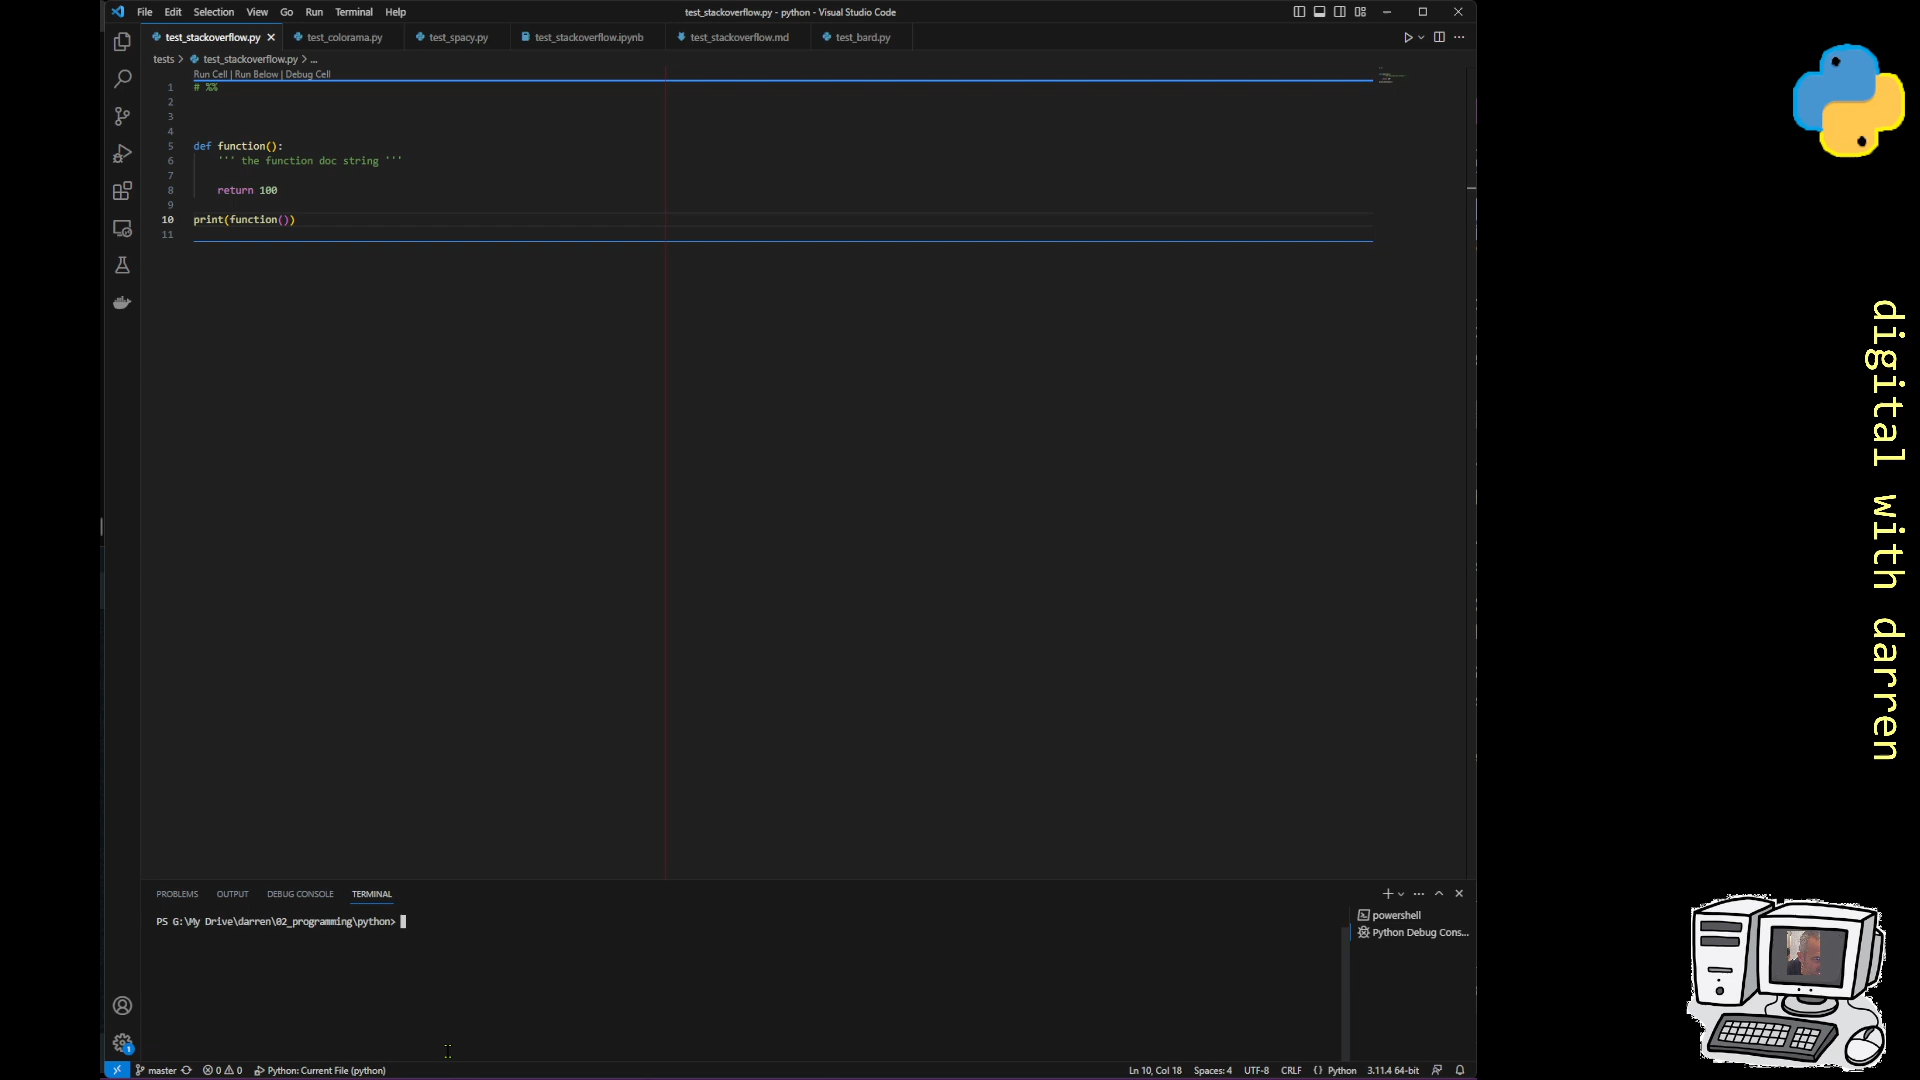 File Edit Selection View Go Run Terminal Help
test_stackoverflow.py - python - Visual Studio Code
test_stackoverflow.py test_colorama.py test_spacy.py test_stackoverflow.ipynb test_stackoverflow.md test_bard.py
tests > test_stackoverflow.py > ...
Run Cell | Run Below | Debug Cell
1 # %%
2
3
4
5 def function():
6 ''' the function doc string '''
7
8 return 100
9
10 print(function())
11
PROBLEMS OUTPUT DEBUG CONSOLE TERMINAL
PS G:\My Drive\darren\02_programming\python>
powershell
Python Debug Cons...
1
master 0 0 Python: Current File (python) Ln 10, Col 18 Spaces: 4 UTF-8 CRLF { } Python 3.11.4 64-bit
digital with darren